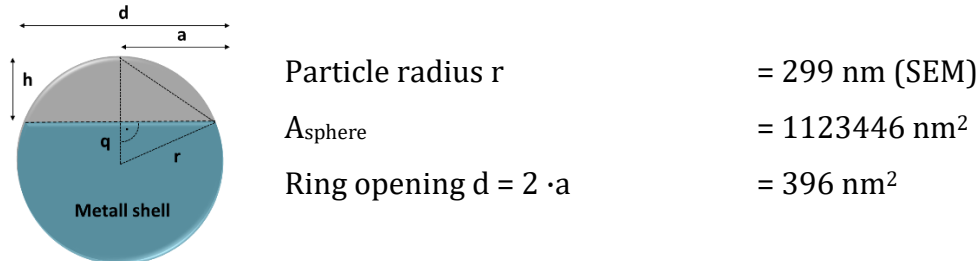 d
a
h
q
r
Metall shell
Particle radius r = 299 nm (SEM)
Asphere = 1123446 nm²
Ring opening d = 2 ·a = 396 nm²